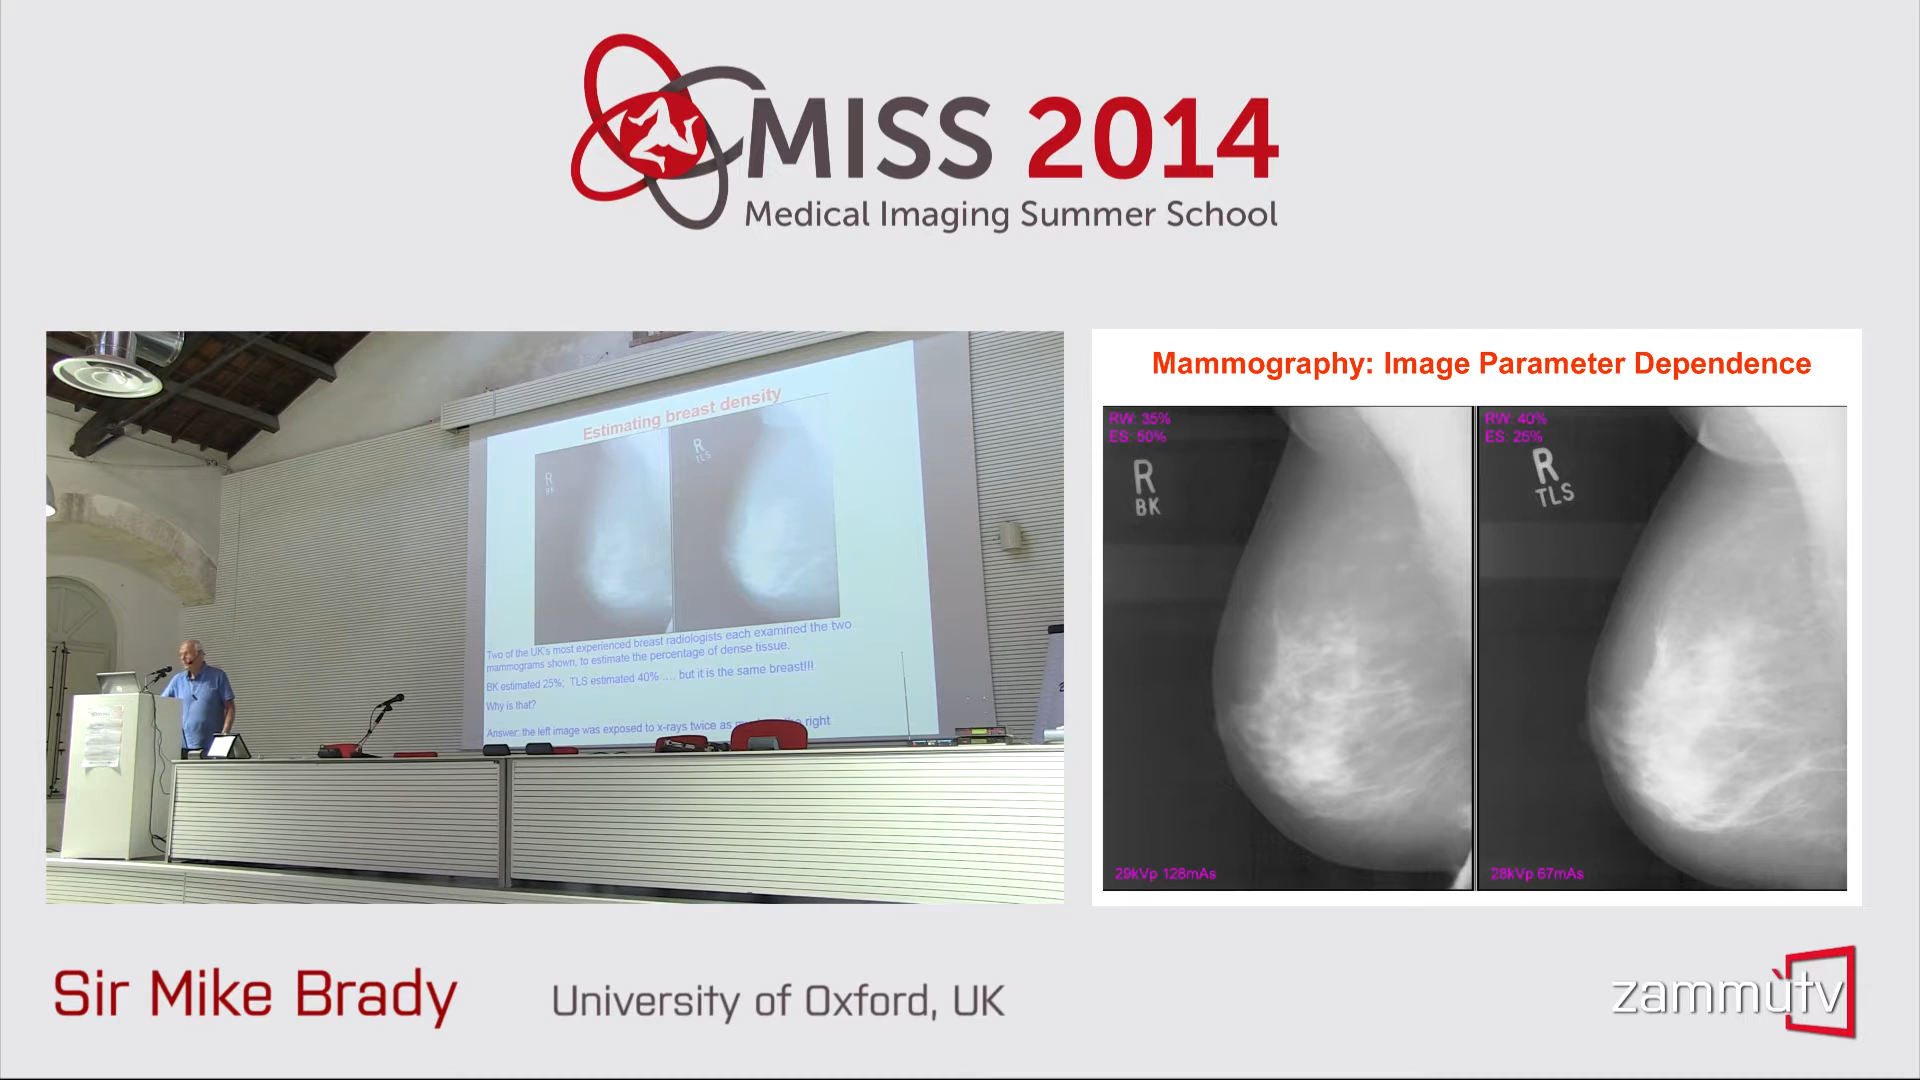 MISS 2014
Medical Imaging Summer School
Estimating breast density
R
BK
R
TLS
Two of the UK's most experienced breast radiologists each examined the two
mammograms shown, to estimate the percentage of dense tissue.
BK estimated 25%; TLS estimated 40% ...., but it is the same breast!!!
Why is that?
Answer: the left image was exposed to x-rays twice as the right
Mammography: Image Parameter Dependence
RW: 35%
ES: 50%
R
BK
29kVp 128mAs
RW: 40%
ES: 25%
R
TLS
28kVp 67mAs
Sir Mike Brady
University of Oxford, UK
zammùtv